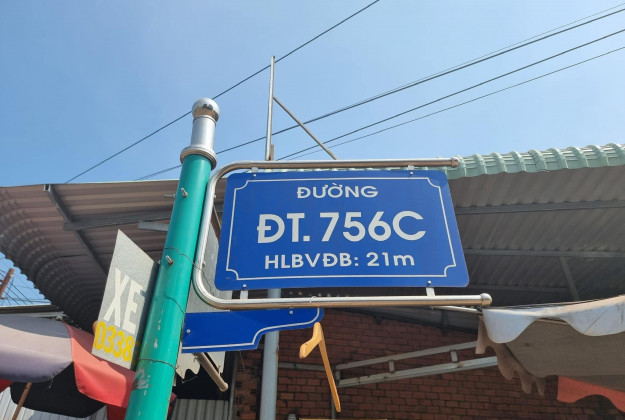 ĐƯỜNG
ĐT. 756C
HLBVĐB: 21m
XE
0338